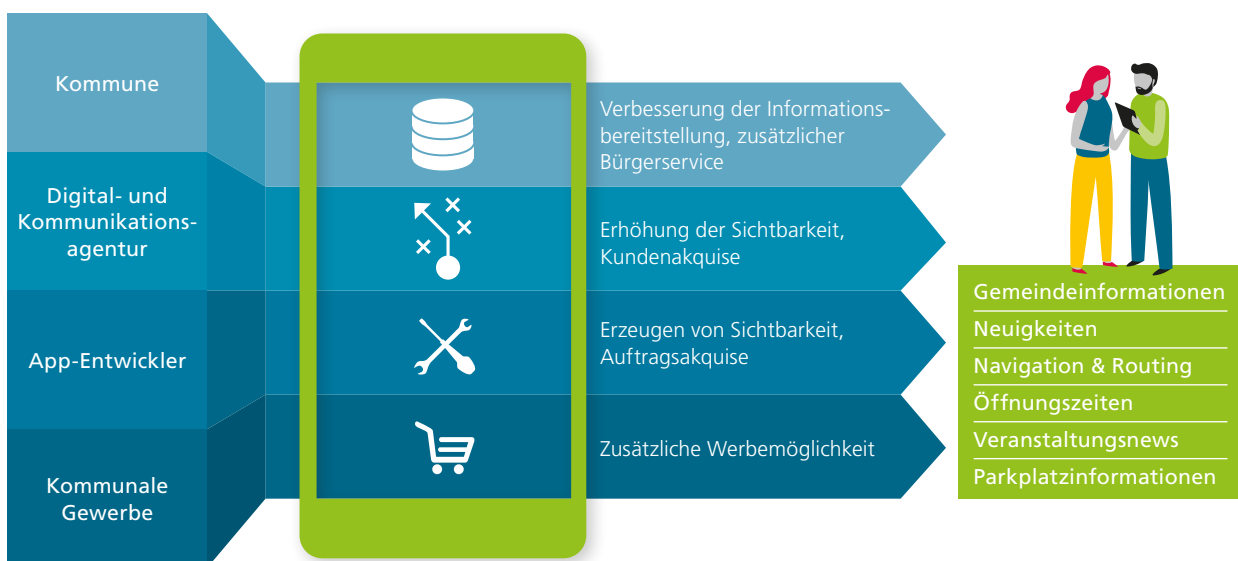 Kommune
Verbesserung der Informations-
bereitstellung, zusätzlicher
Bürgerservice
Digital- und
Kommunikations-
agentur
Erhöhung der Sichtbarkeit,
Kundenakquise
App-Entwickler
Erzeugen von Sichtbarkeit,
Auftragsakquise
Kommunale
Gewerbe
Zusätzliche Werbemöglichkeit
Gemeindeinformationen
Neuigkeiten
Navigation & Routing
Öffnungszeiten
Veranstaltungsnews
Parkplatzinformationen